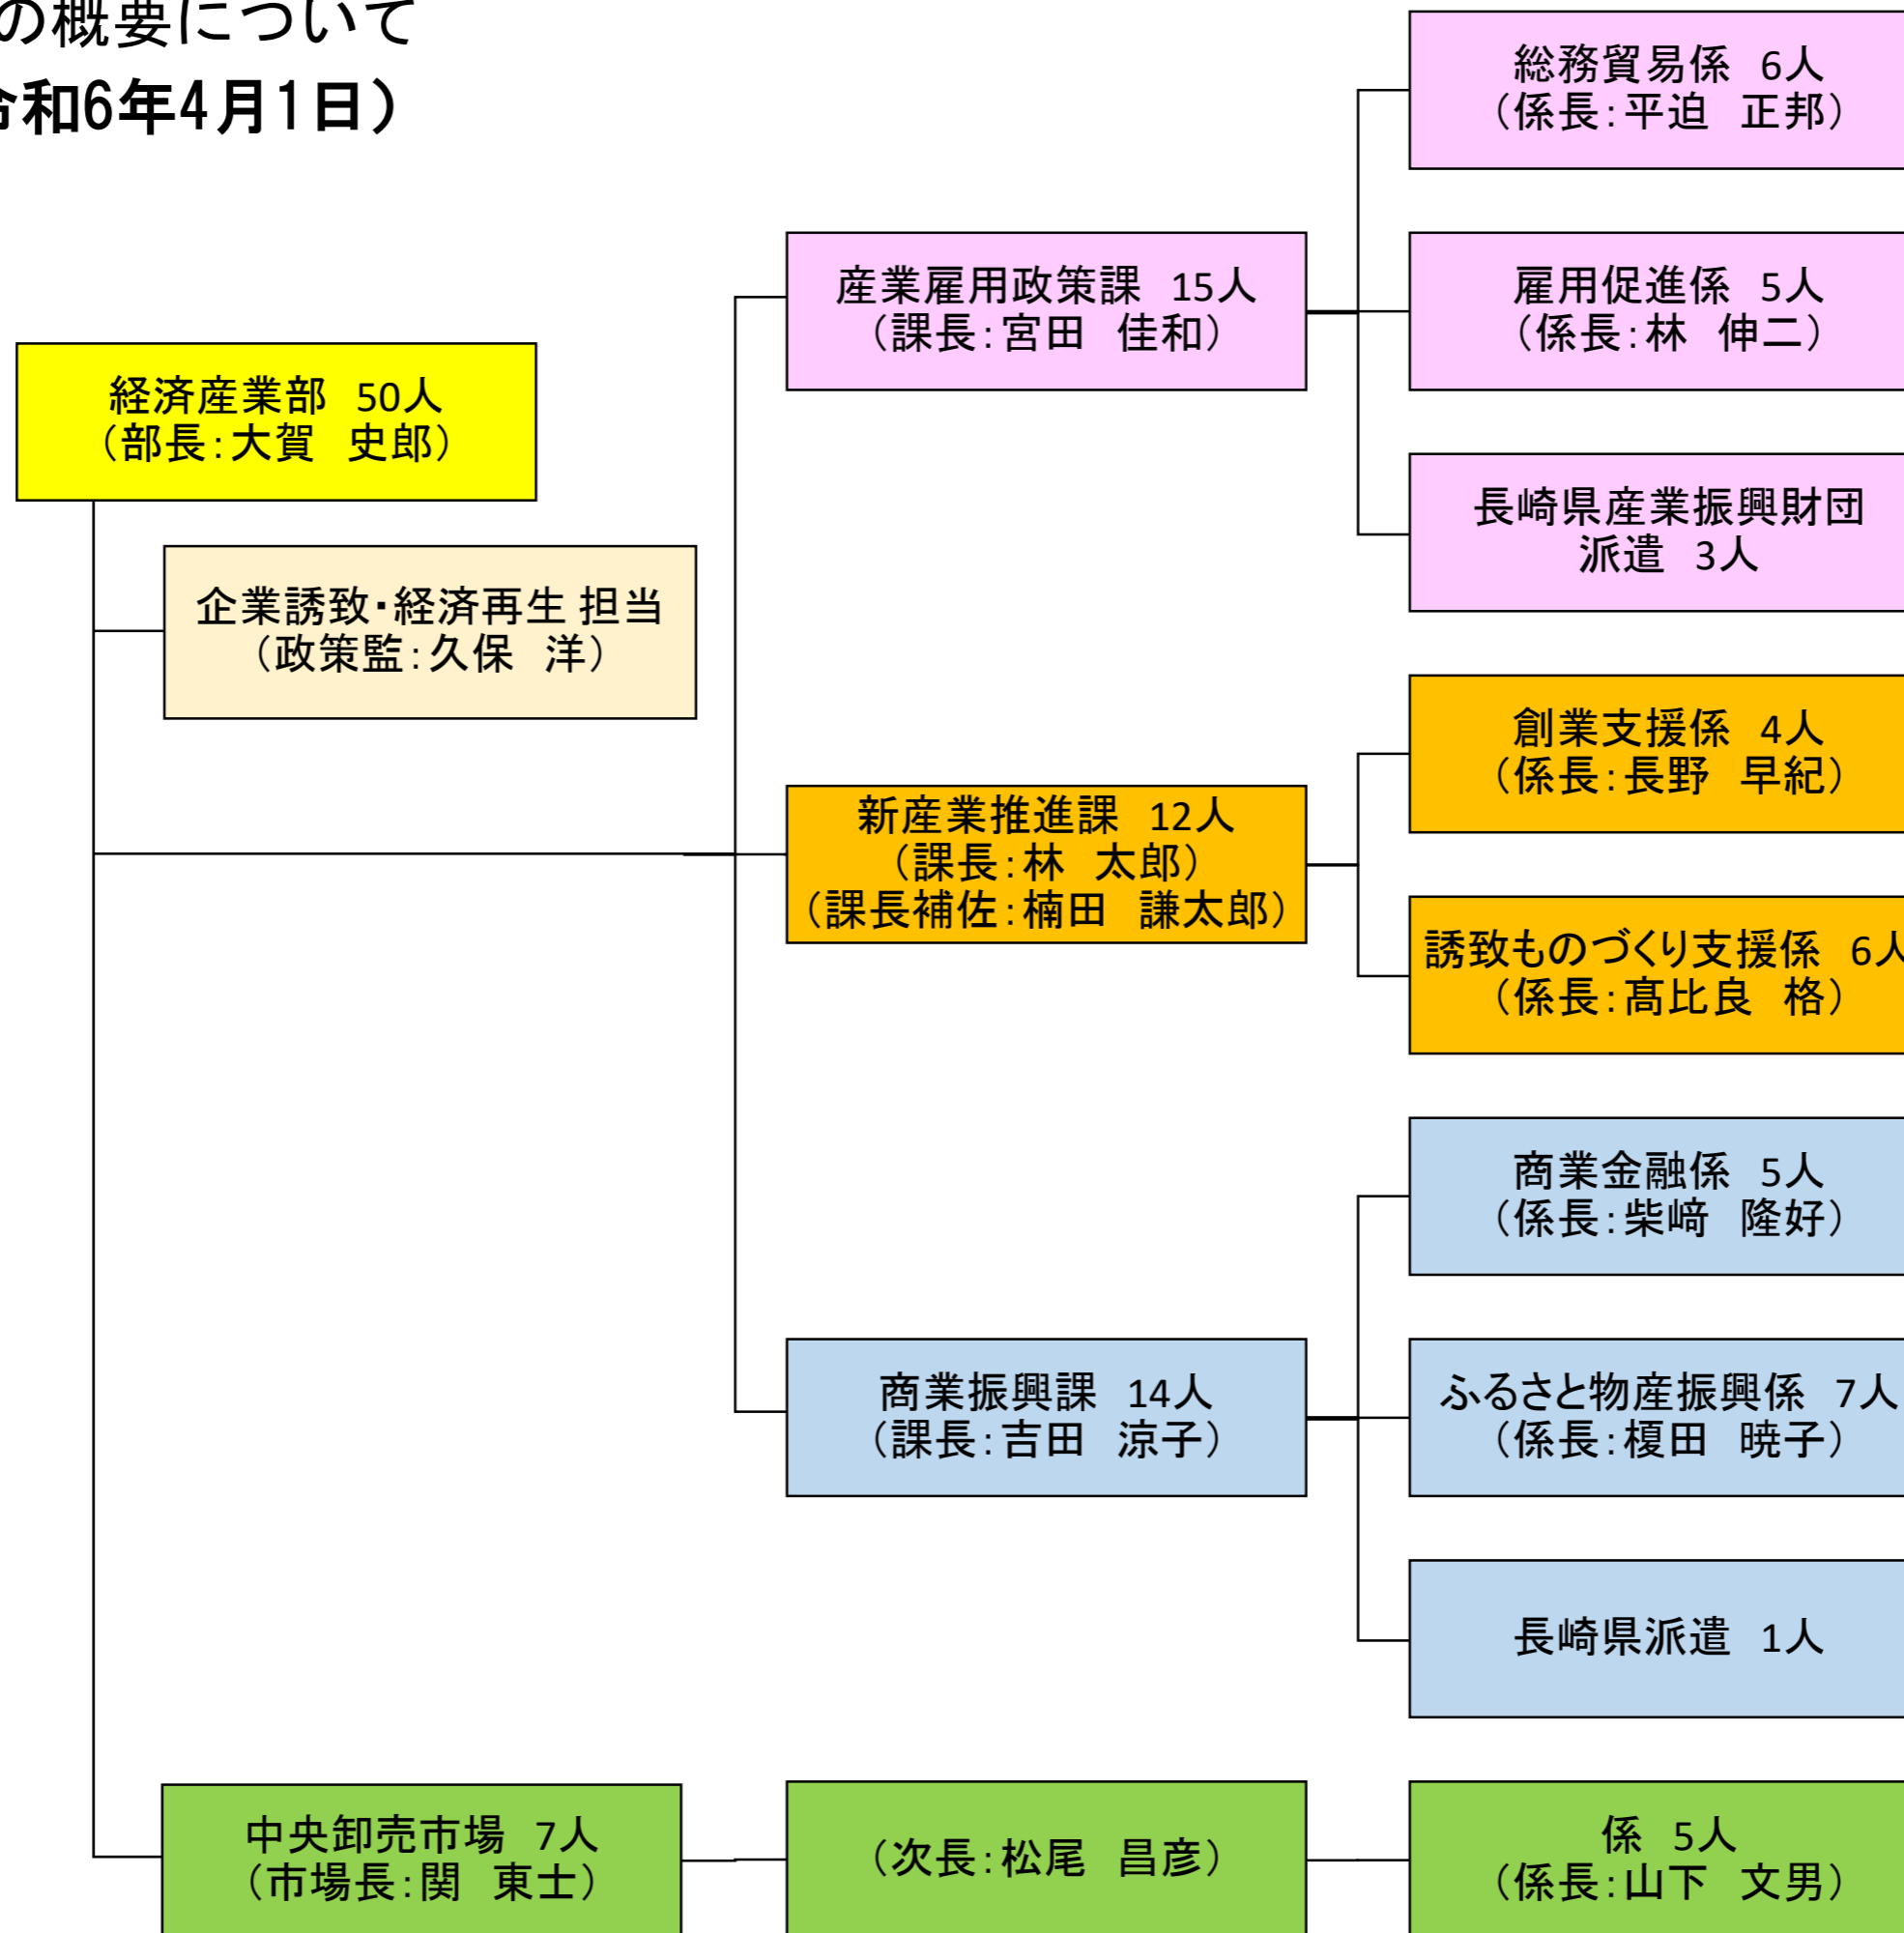 の概要について
令和6年4月1日）
経済産業部　50人
（部長：大賀　史郎）
企業誘致・経済再生 担当
（政策監：久保　洋）
産業雇用政策課　15人
（課長：宮田　佳和）
総務貿易係　6人
（係長：平迫　正邦）
雇用促進係　5人
（係長：林　伸二）
長崎県産業振興財団
派遣　3人
新産業推進課　12人
（課長：林　太郎）
（課長補佐：楠田　謙太郎）
創業支援係　4人
（係長：長野　早紀）
誘致ものづくり支援係　6人
（係長：髙比良　格）
商業振興課　14人
（課長：吉田　涼子）
商業金融係　5人
（係長：柴﨑　隆好）
ふるさと物産振興係　7人
（係長：榎田　暁子）
長崎県派遣　1人
中央卸売市場　7人
（市場長：関　東士）
（次長：松尾　昌彦）
係　5人
（係長：山下　文男）